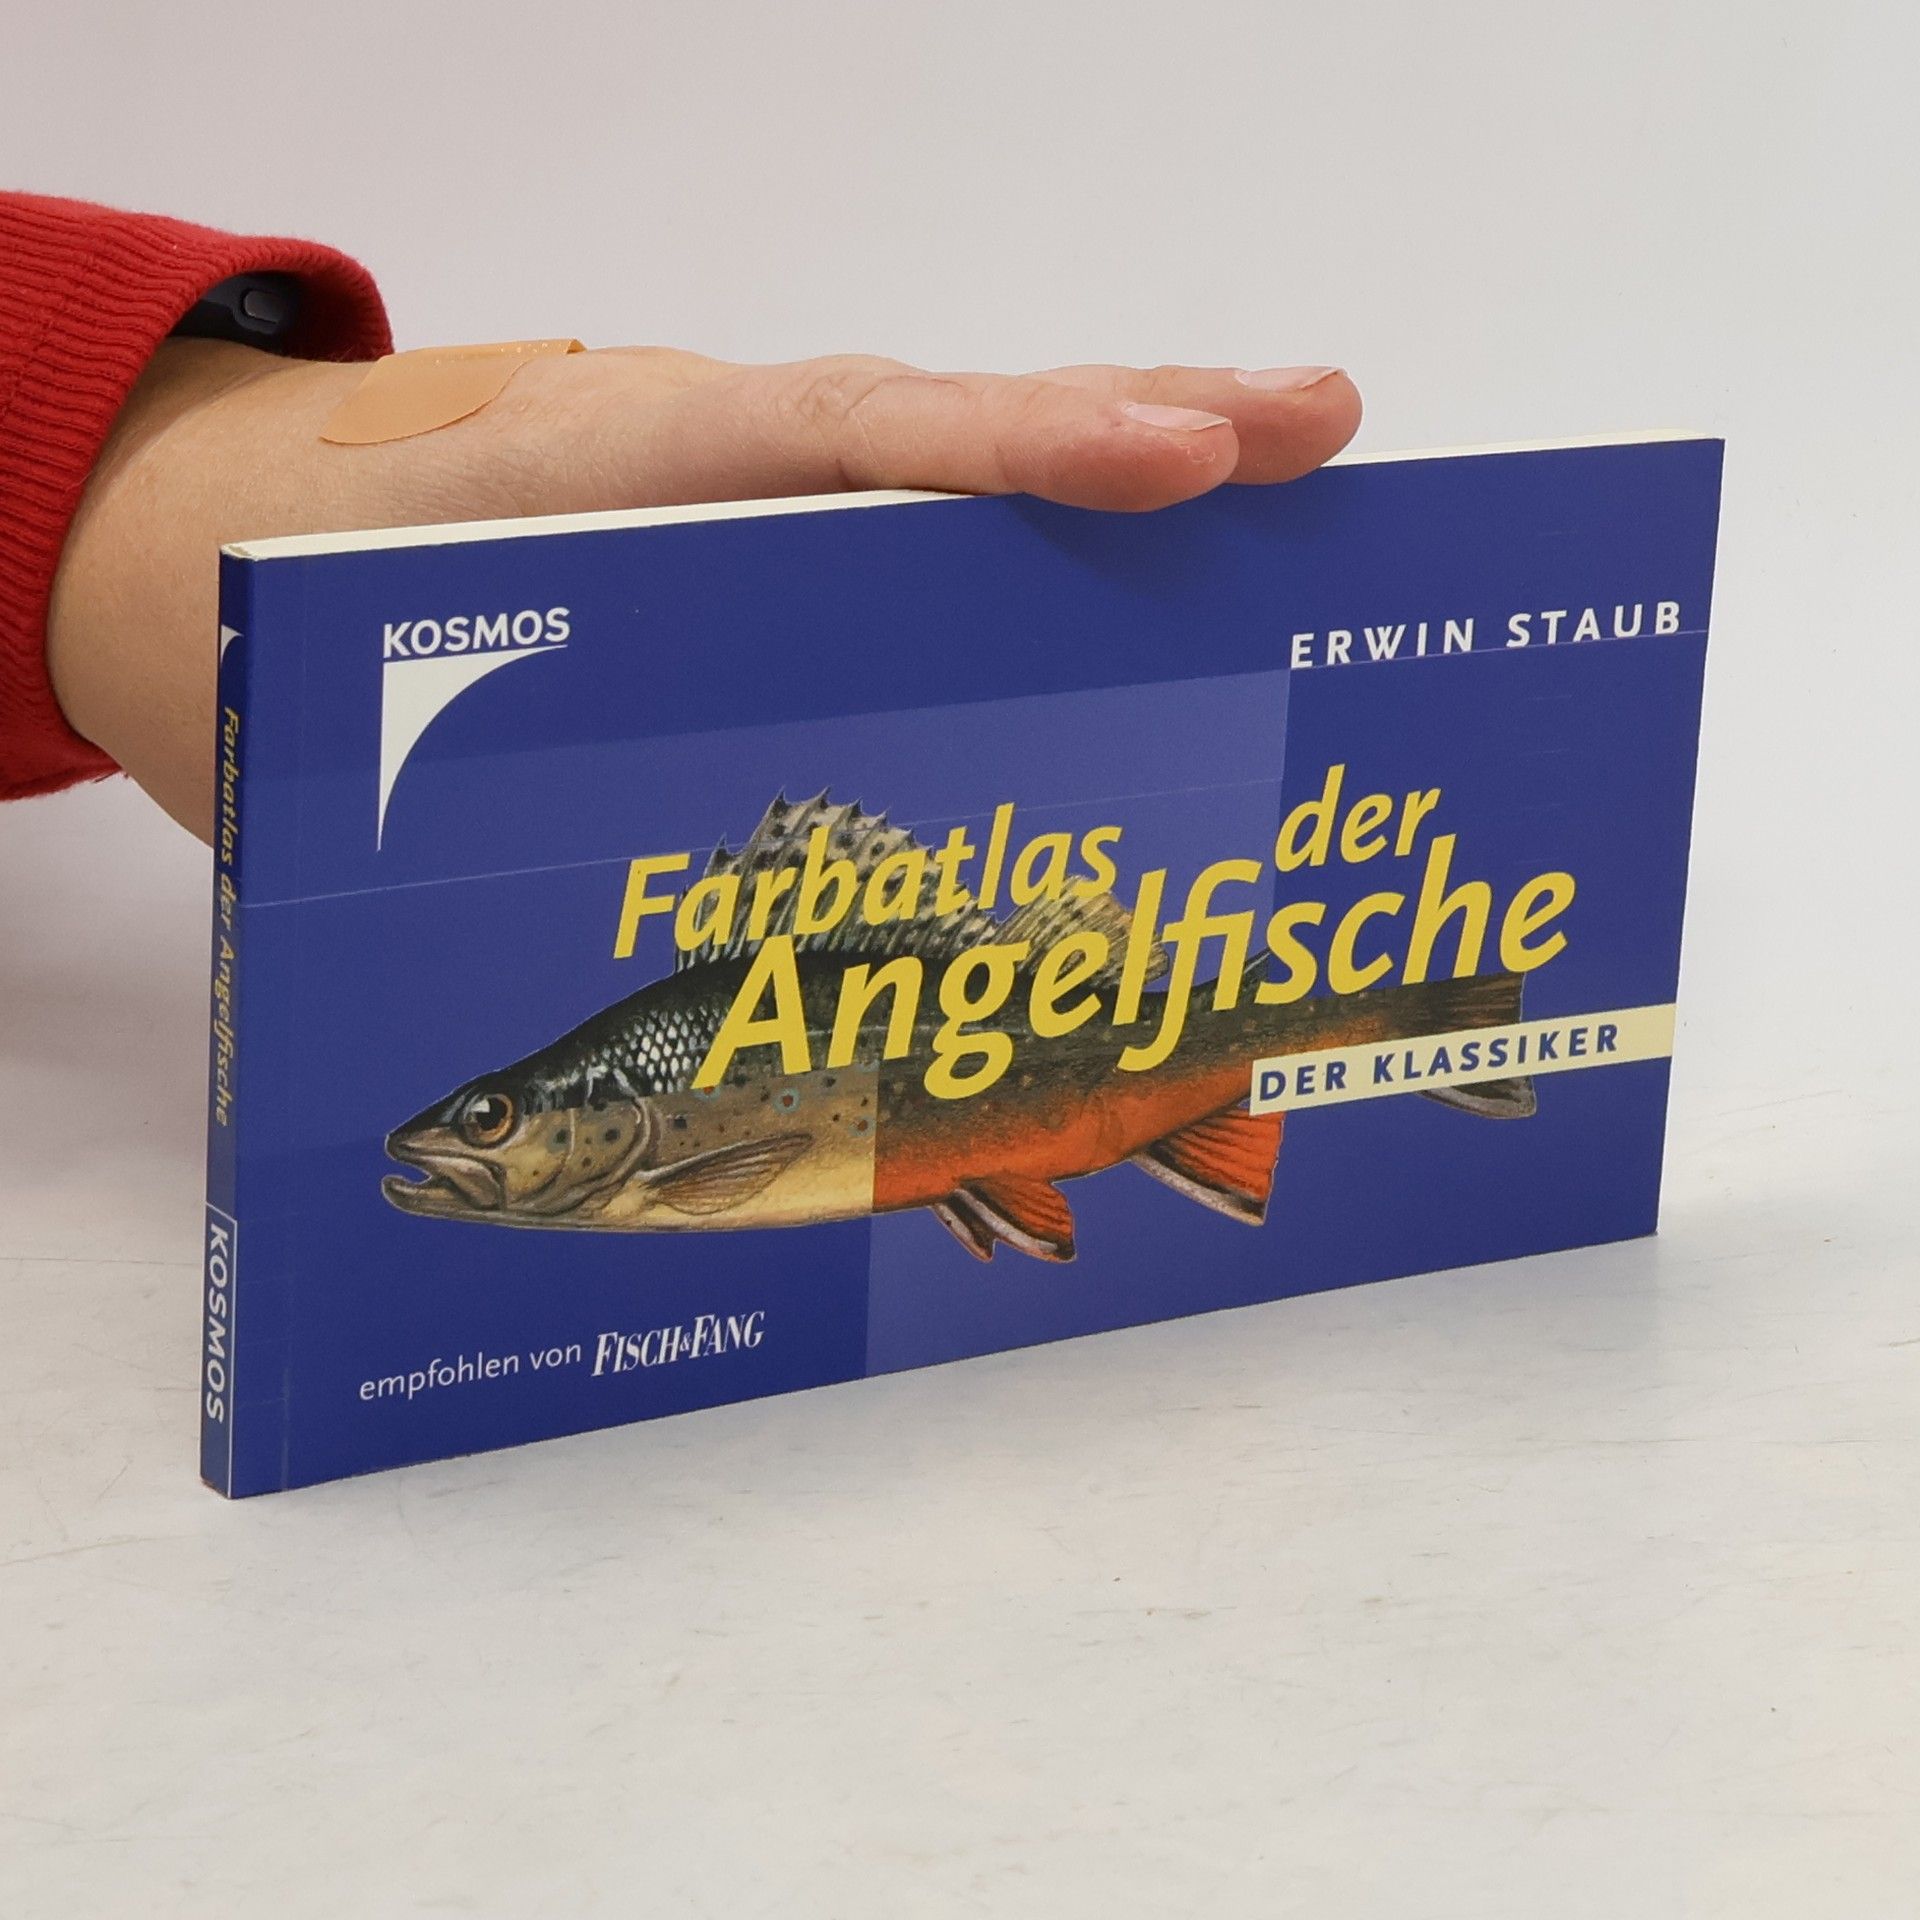 KOSMOS
ERWIN STAUB
Farbatlas der
Angelfische
DER KLASSIKER
empfohlen von FISCH&FANG
Farbatlas der Angelfische
KOSMOS